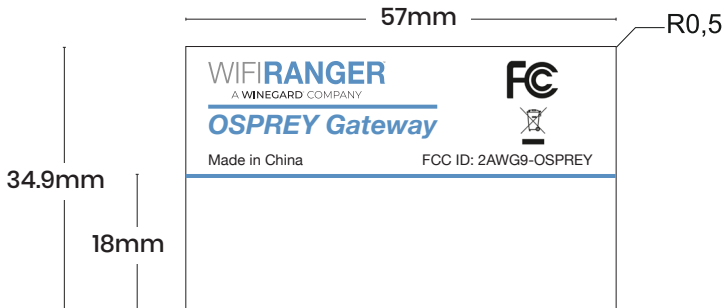 57mm
R0,5
WIFIRANGER
A WINEGARD COMPANY
FC
OSPREY Gateway
Made in China FCC ID: 2AWG9-OSPREY
34.9mm
18mm